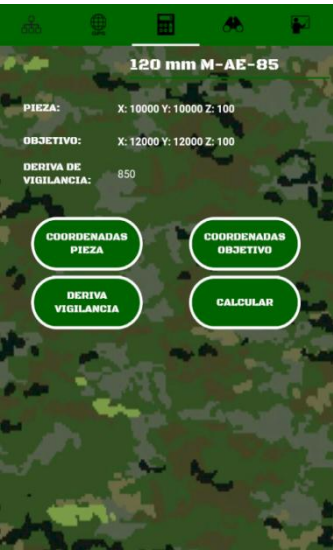 120 mm M-AE-85
PIEZA: X: 10000 Y: 10000 Z: 100
OBJETIVO: X: 12000 Y: 12000 Z: 100
DERIVA DE
VIGILANCIA: 850
COORDENADAS
PIEZA
COORDENADAS
OBJETIVO
DERIVA
VIGILANCIA
CALCULAR